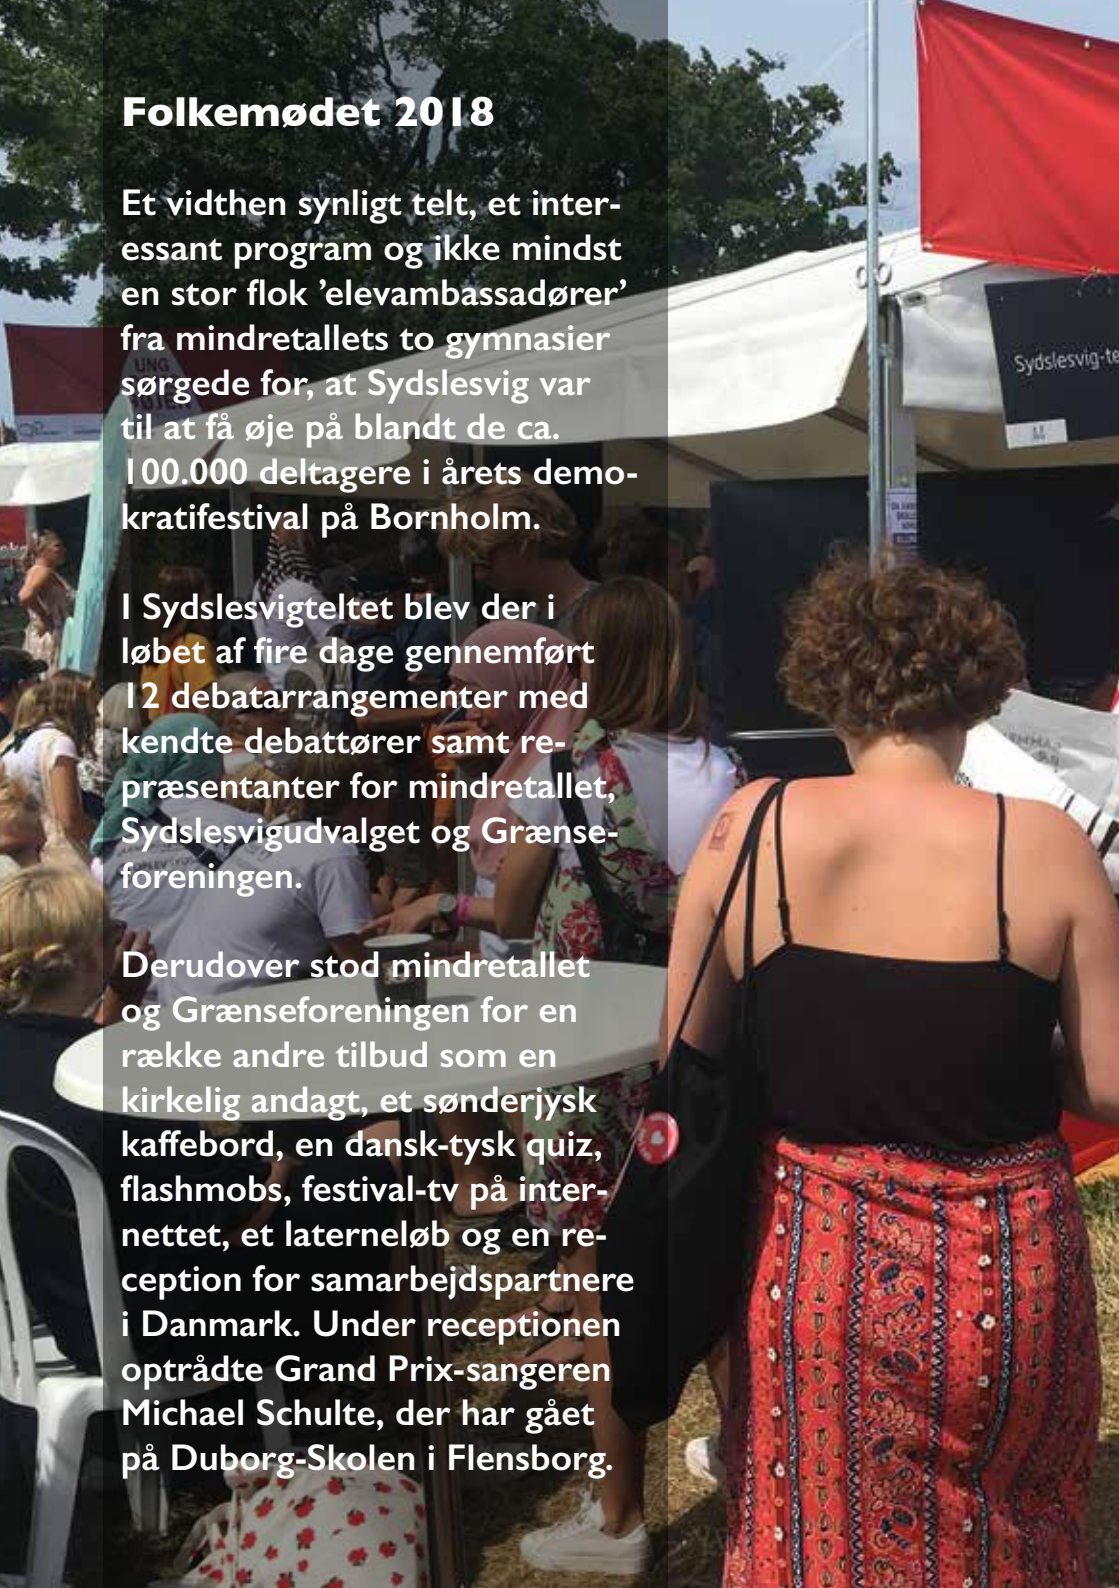 Folkemødet 2018
Et vidthen synligt telt, et inter-
essant program og ikke mindst
en stor flok ’elevambassadører’
fra mindretallets to gymnasier
sørgede for, at Sydslesvig var
til at få øje på blandt de ca.
100.000 deltagere i årets demo-
kratifestival på Bornholm.
I Sydslesvigteltet blev der i
løbet af fire dage gennemført
12 debatarrangementer med
kendte debattører samt re-
præsentanter for mindretallet,
Sydslesvigudvalget og Grænse-
foreningen.
Derudover stod mindretallet
og Grænseforeningen for en
række andre tilbud som en
kirkelig andagt, et sønderjysk
kaffebord, en dansk-tysk quiz,
flashmobs, festival-tv på inter-
nettet, et laterneløb og en re-
ception for samarbejdspartnere
i Danmark. Under receptionen
optrådte Grand Prix-sangeren
Michael Schulte, der har gået
på Duborg-Skolen i Flensborg.
UNG
Sydslesvig-te